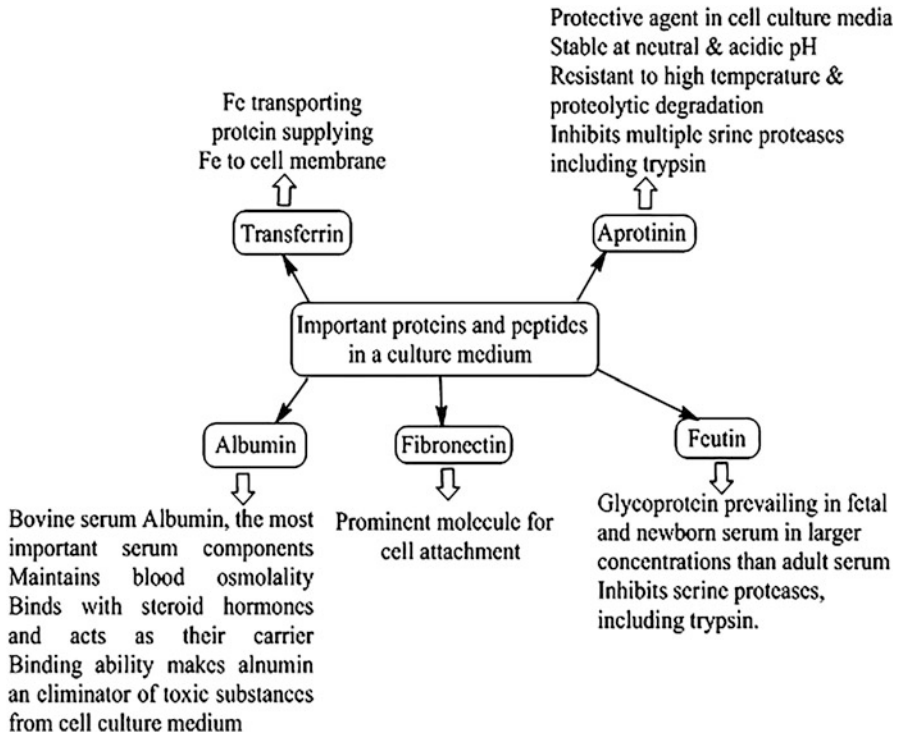 Protective agent in cell culture media
Stable at neutral & acidic pH
Resistant to high temperature &
proteolytic degradation
Inhibits multiple srine proteases
including trypsin
Fe transporting
protein supplying
Fe to cell membrane
Transferrin
Aprotinin
Important proteins and peptides
in a culture medium
Albumin
Fibronectin
Feutin
Bovine serum Albumin, the most
important serum components
Maintains blood osmolality
Binds with steroid hormones
and acts as their carrier
Binding ability makes alnumin
an eliminator of toxic substances
from cell culture medium
Prominent molecule for
cell attachment
Glycoprotein prevailing in fetal
and newborn serum in larger
concentrations than adult serum
Inhibits serine proteases,
including trypsin.